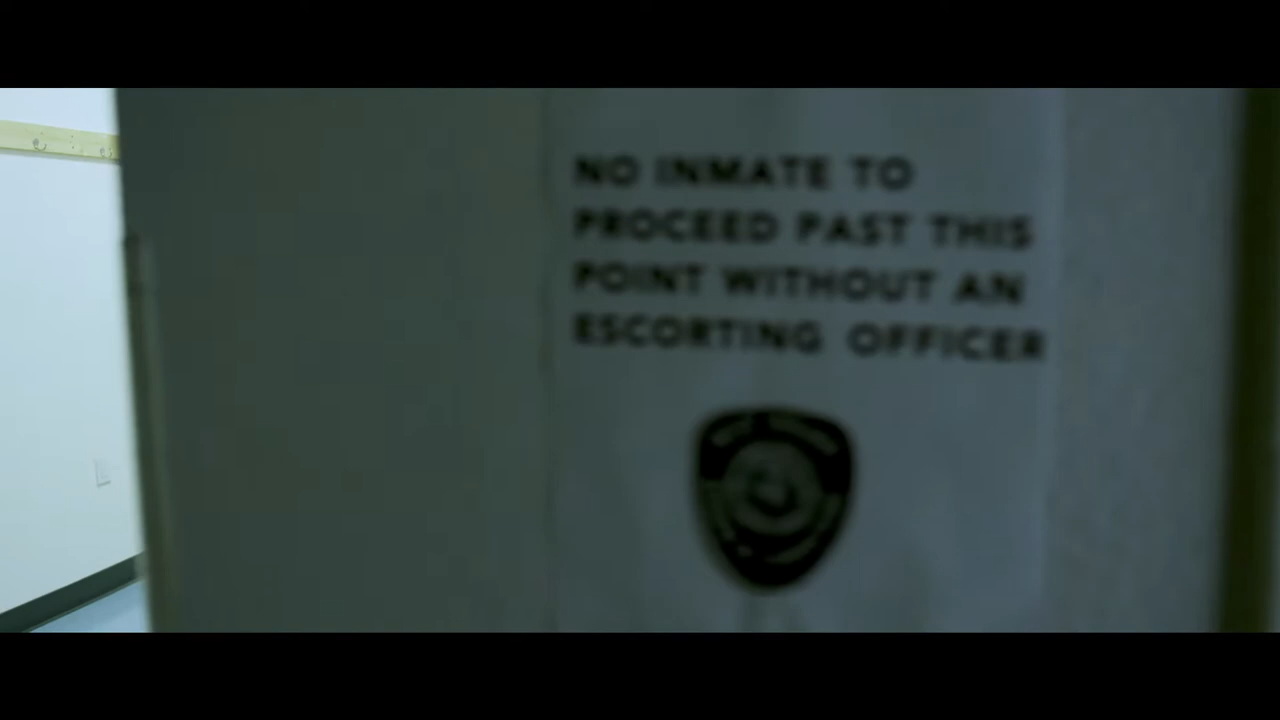 NO INMATE TO
PROCEED PAST THIS
POINT WITHOUT AN
ESCORTING OFFICER